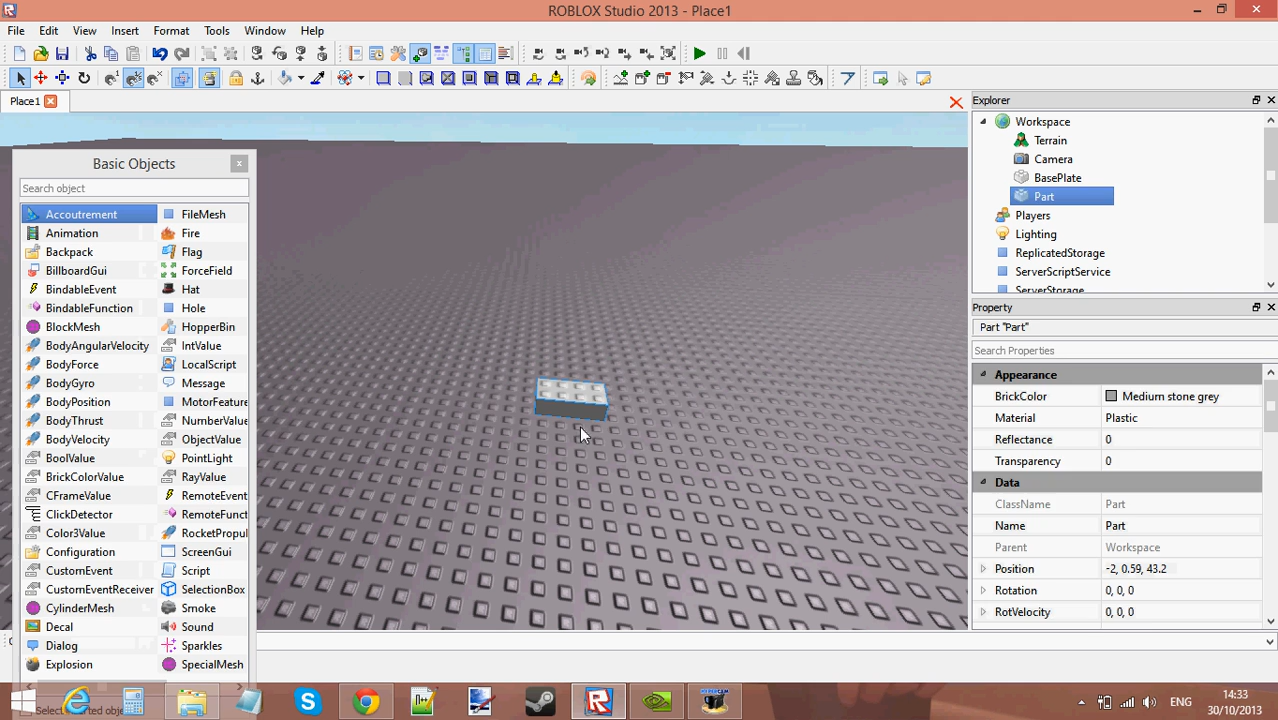 ROBLOX Studio 2013 - Place1
File Edit View Insert Format Tools Window Help
Place1
Basic Objects
Search object
Accoutrement
Animation
Backpack
BillboardGui
BindableEvent
BindableFunction
BlockMesh
BodyAngularVelocity
BodyForce
BodyGyro
BodyPosition
BodyThrust
BodyVelocity
BoolValue
BrickColorValue
CFrameValue
ClickDetector
Color3Value
Configuration
CustomEvent
CustomEventReceiver
CylinderMesh
Decal
Dialog
Explosion
FileMesh
Fire
Flag
ForceField
Hat
Hole
HopperBin
IntValue
LocalScript
Message
MotorFeature
NumberValue
ObjectValue
PointLight
RayValue
RemoteEvent
RemoteFunct
RocketPropul
ScreenGui
Script
SelectionBox
Smoke
Sound
Sparkles
SpecialMesh
Explorer
Workspace
Terrain
Camera
BasePlate
Part
Players
Lighting
ReplicatedStorage
ServerScriptService
ServerStorage
Property
Part "Part"
Search Properties
Appearance
BrickColor Medium stone grey
Material Plastic
Reflectance 0
Transparency 0
Data
ClassName Part
Name Part
Parent Workspace
Position -2, 0.59, 43.2
Rotation 0, 0, 0
RotVelocity 0, 0, 0
ENG
14:33
30/10/2013